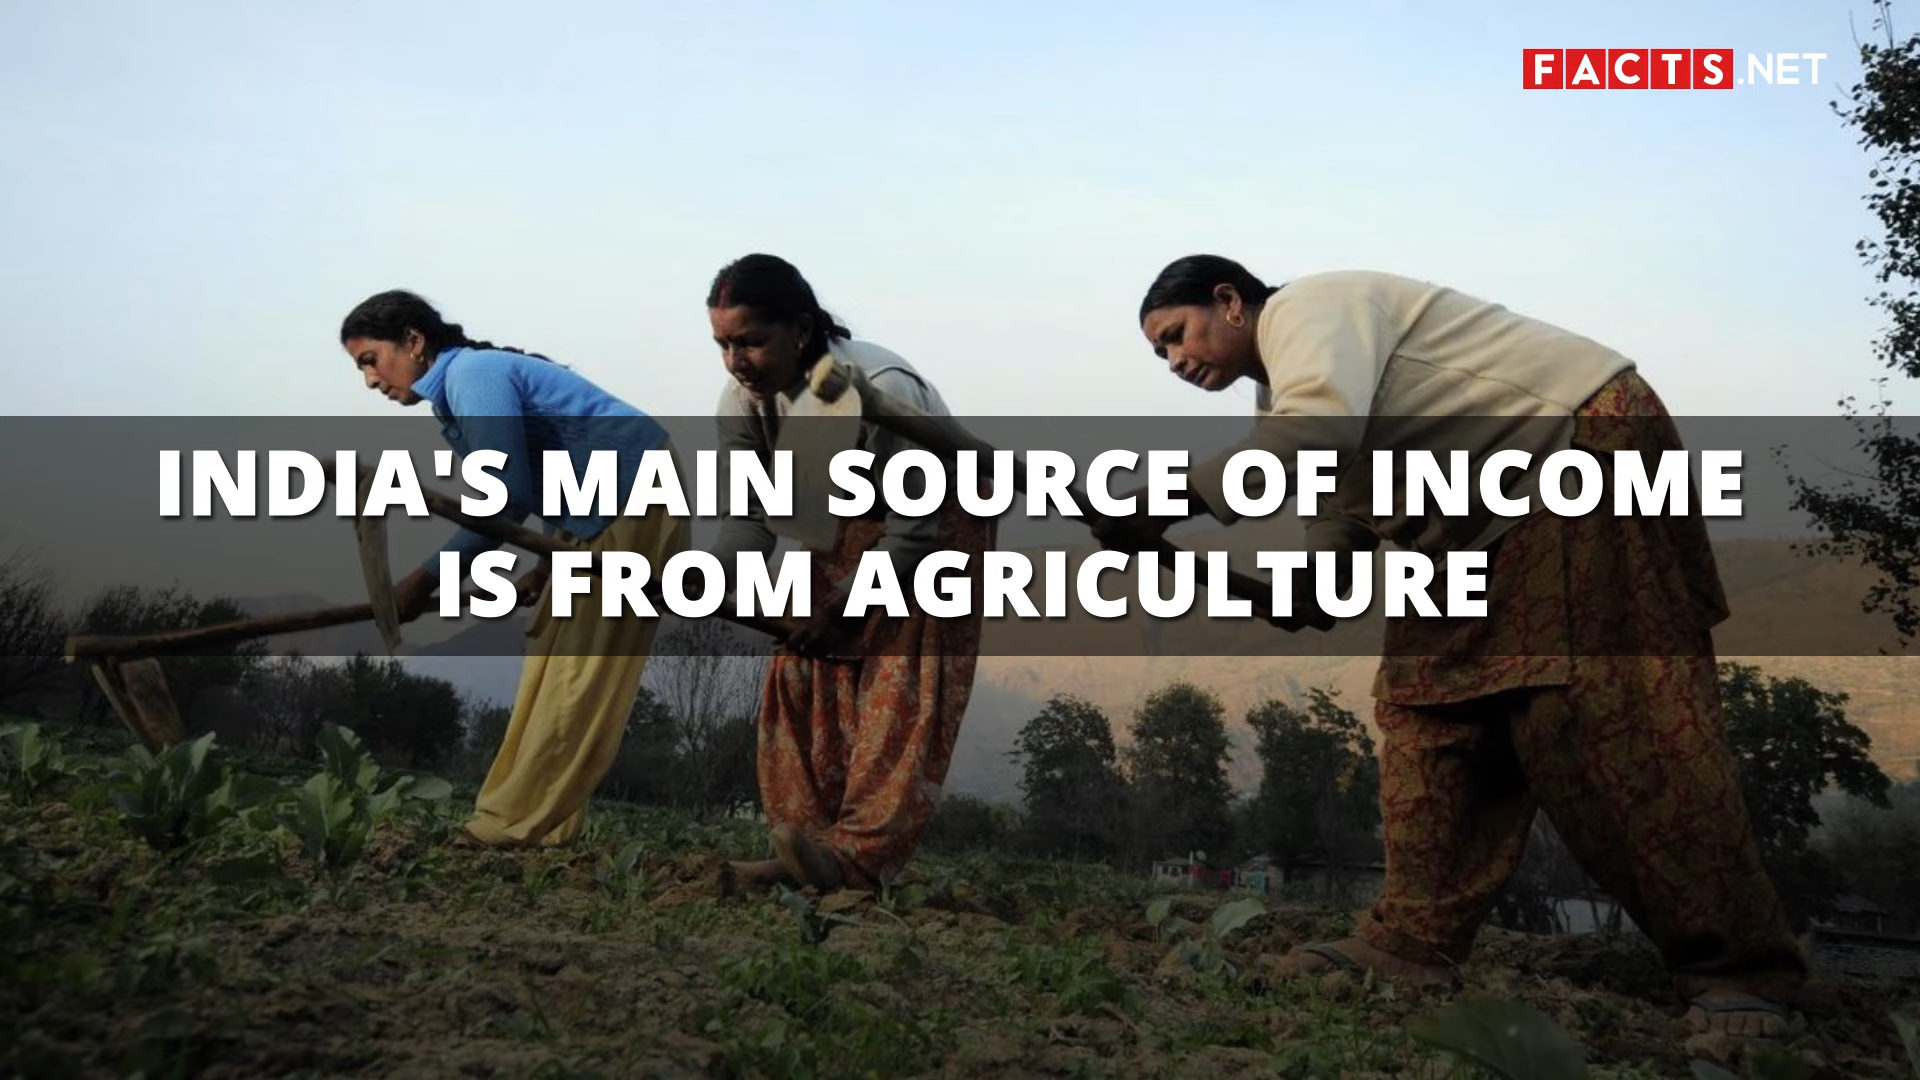 FACTS.NET
INDIA'S MAIN SOURCE OF INCOME
IS FROM AGRICULTURE